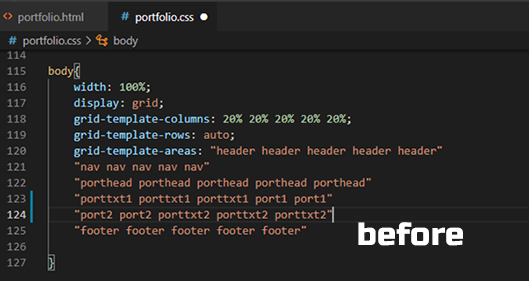 <> portfolio.html
# portfolio.css ●
# portfolio.css > body
114
115 body{
116 width: 100%;
117 display: grid;
118 grid-template-columns: 20% 20% 20% 20% 20%;
119 grid-template-rows: auto;
120 grid-template-areas: "header header header header header"
121 "nav nav nav nav nav"
122 "porthead porthead porthead porthead porthead"
123 "porttxt1 porttxt1 porttxt1 port1 port1"
124 "port2 port2 porttxt2 porttxt2 porttxt2"
125 "footer footer footer footer footer"
126
127 }
before